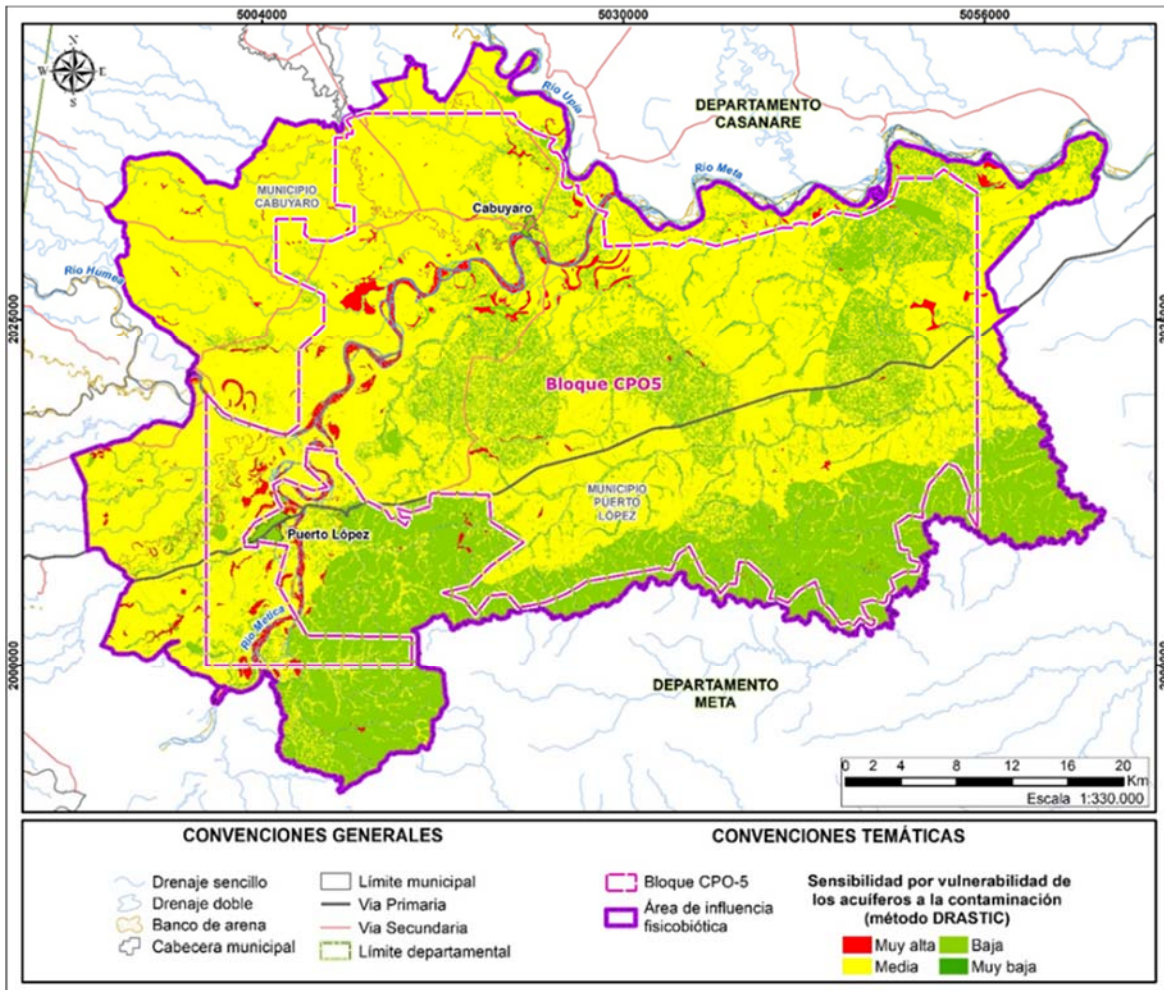 5004000 5030000 5056000
N
W E
S
Río Upía
DEPARTAMENTO
CASANARE
MUNICIPIO
CABUYARO
Río Meta
Cabuyaro
Río Humea
2025000
Bloque CPO5
MUNICIPIO
PUERTO
LÓPEZ
Puerto López
Río Metica
2000000
DEPARTAMENTO
META
0 2 4 8 12 16 20
Km
Escala 1:330.000
CONVENCIONES GENERALES
Drenaje sencillo
Drenaje doble
Banco de arena
Cabecera municipal
Límite municipal
Via Primaria
Via Secundaria
Límite departamental
CONVENCIONES TEMÁTICAS
Bloque CPO-5
Área de influencia
fisicobiótica
Sensibilidad por vulnerabilidad de
los acuíferos a la contaminación
(método DRASTIC)
Muy alta
Media
Baja
Muy baja